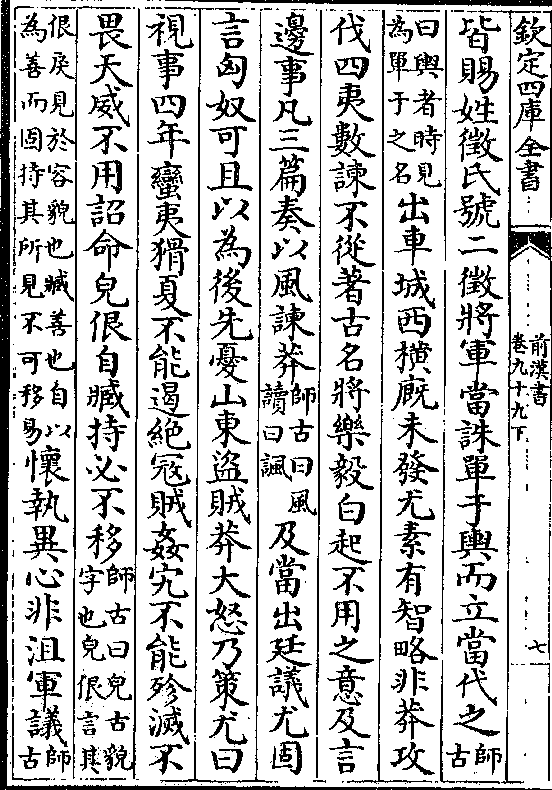 欽定四庫全書
前漢書
卷九十九下
七
皆賜姓徵氏號二徵將軍當誅單于輿而立當代之師古
曰輿者時見為單于之名出車城西橫廐未發尤素有智略非莽攻
伐四夷數諫不從著古名將樂毅白起不用之意及言
邊事凡三篇奏以風諫莽師古曰風讀曰諷及當出廷議尤固
言匈奴可且以為後先憂山東盜賊莽大怒乃策尤曰
視事四年蠻夷猾夏不能遏絕寇賊姦宄不能殄滅不
畏天威不用詔命皃佷自臧持必不移師古曰皃古貌字也皃佷言其
佷戾見於容貌也臧善也自以為善而固持其所見不可移易懷執異心非沮軍議師古